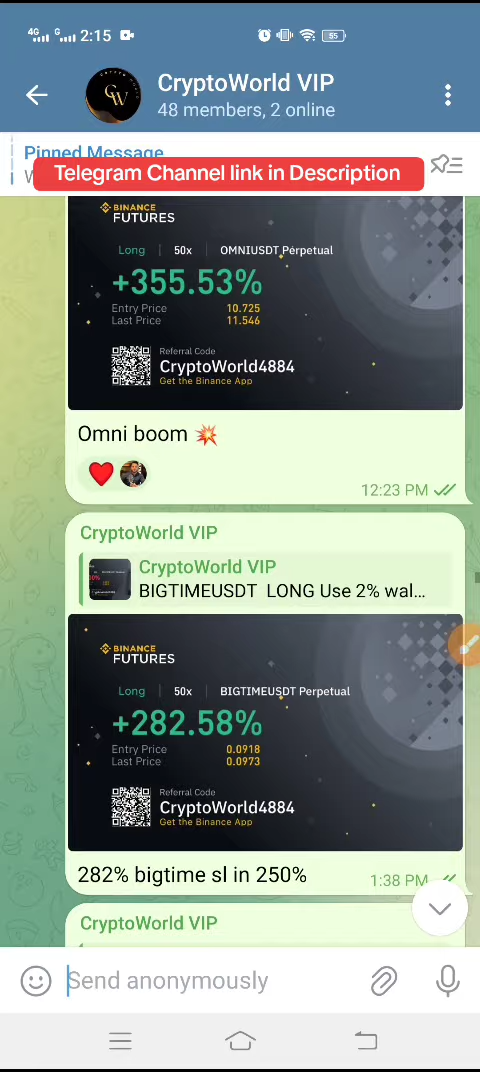 4G G 2:15 55
CryptoWorld VIP
48 members, 2 online
Pinned Message
Telegram Channel link in Description
BINANCE
FUTURES
Long | 50x | OMNIUSDT Perpetual
+355.53%
Entry Price 10.725
Last Price 11.546
Referral Code
CryptoWorld4884
Get the Binance App
Omni boom 💥
12:23 PM
CryptoWorld VIP
CryptoWorld VIP
BIGTIMEUSDT LONG Use 2% wal...
BINANCE
FUTURES
Long | 50x | BIGTIMEUSDT Perpetual
+282.58%
Entry Price 0.0918
Last Price 0.0973
Referral Code
CryptoWorld4884
Get the Binance App
282% bigtime sl in 250%
1:38 PM
CryptoWorld VIP
Send anonymously